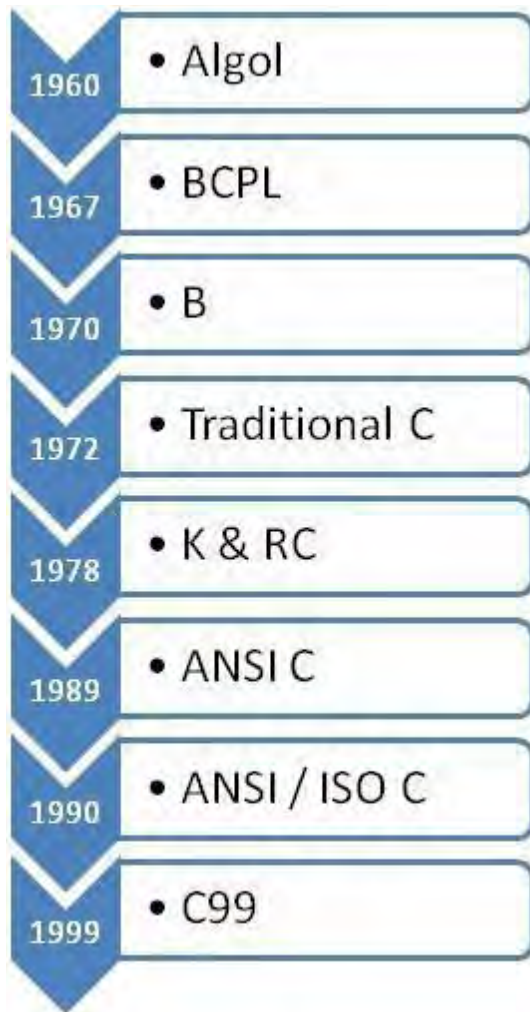 1960
• Algol
1967
• BCPL
1970
• B
1972
• Traditional C
1978
• K & RC
1989
• ANSI C
1990
• ANSI / ISO C
1999
• C99